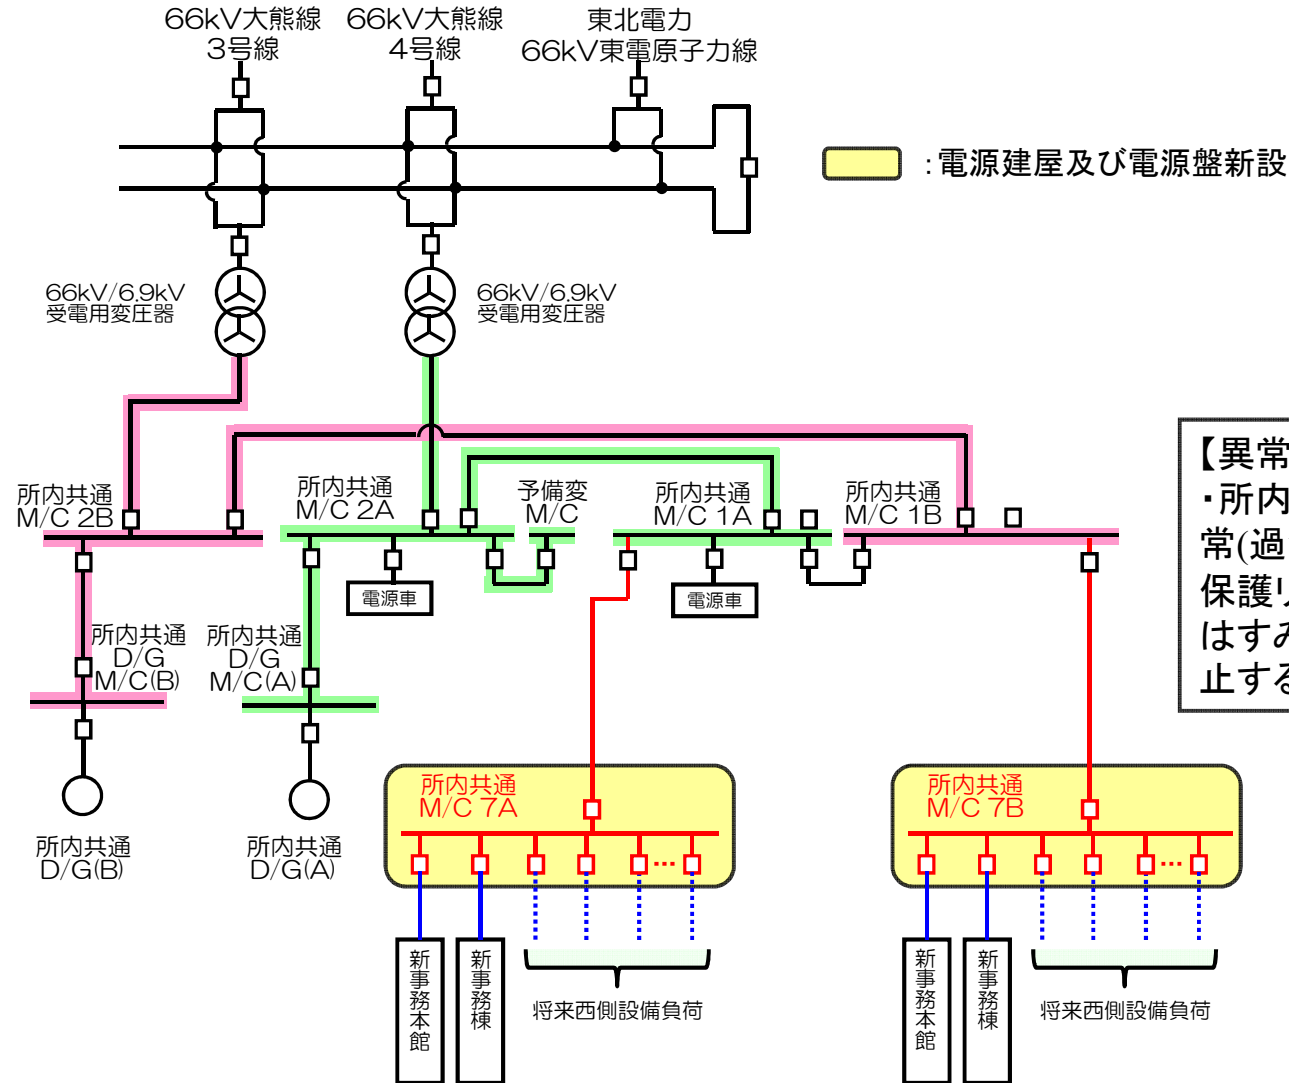 66kV大熊線
3号線
66kV大熊線
4号線
東北電力
66kV東電原子力線
：電源建屋及び電源盤新設
66kV/6.9kV
受電用変圧器
66kV/6.9kV
受電用変圧器
【異常
・所内
常(過
保護リ
はすみ
止する
所内共通
M/C 2B
所内共通
M/C 2A
予備変
M/C
所内共通
M/C 1A
所内共通
M/C 1B
電源車
電源車
所内共通
D/G
M/C(B)
所内共通
D/G
M/C(A)
所内共通
D/G(B)
所内共通
D/G(A)
所内共通
M/C 7A
所内共通
M/C 7B
新事務本館
新事務棟
将来西側設備負荷
新事務本館
新事務棟
将来西側設備負荷